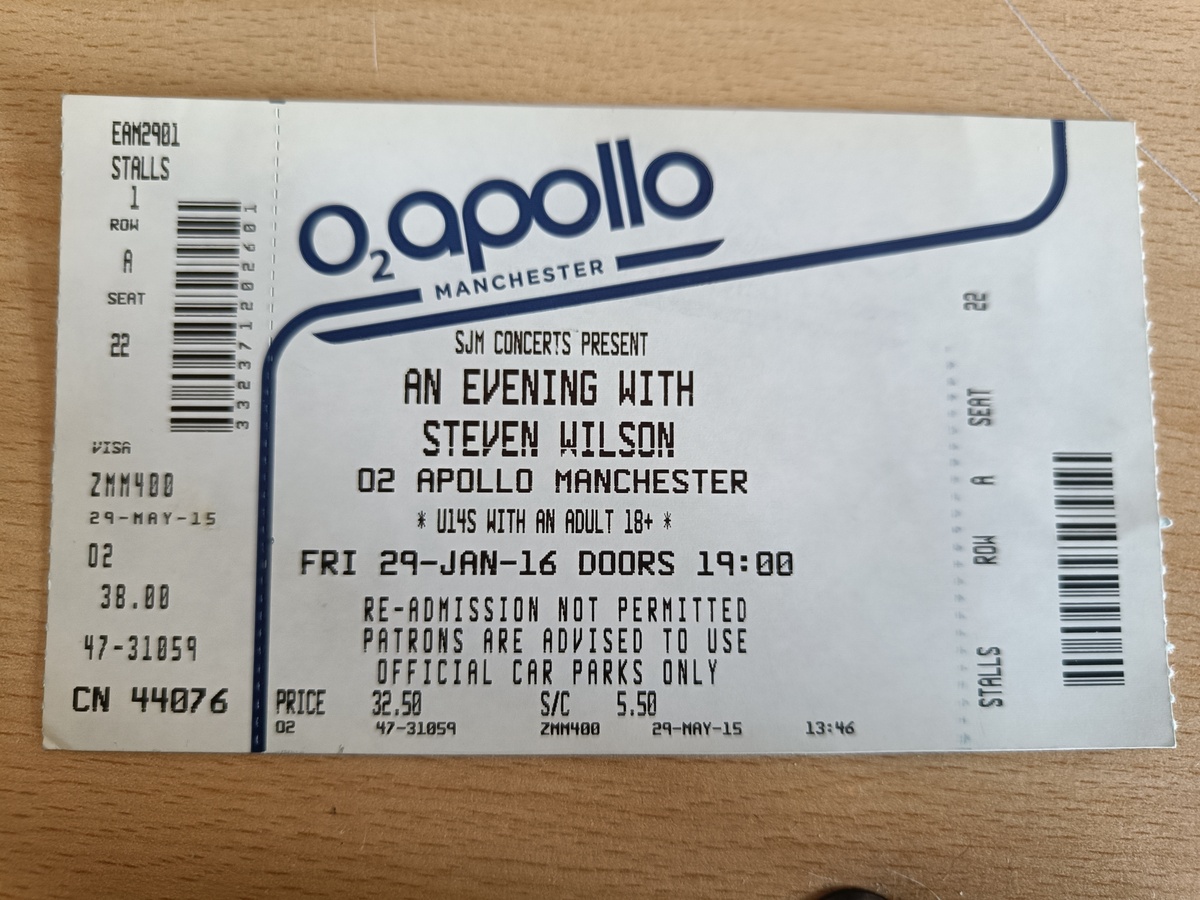 EAM2901
STALLS
1
ROW
A
SEAT
22
VISA
ZMM400
29-MAY-15
O2
38.00
47-31059
CN 44076
332371202601
O2 apollo
MANCHESTER
SJM CONCERTS PRESENT
AN EVENING WITH
STEVEN WILSON
O2 APOLLO MANCHESTER
* U14S WITH AN ADULT 18+ *
FRI 29-JAN-16 DOORS 19:00
RE-ADMISSION NOT PERMITTED
PATRONS ARE ADVISED TO USE
OFFICIAL CAR PARKS ONLY
PRICE 32.50 S/C 5.50
O2 47-31059 ZMM400 29-MAY-15 13:46
STALLS ROW A SEAT 22